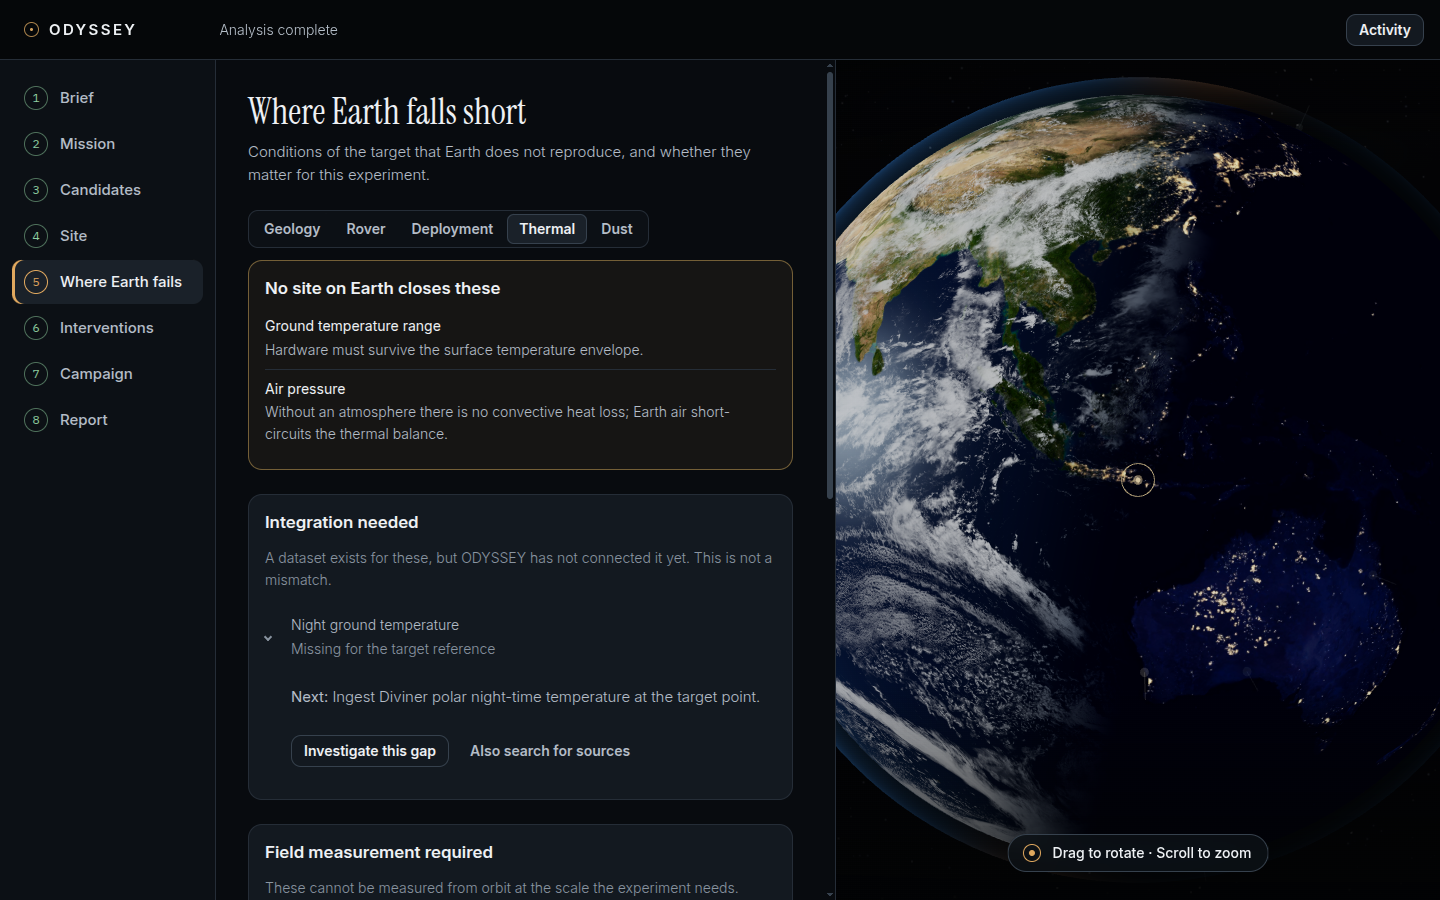 ODYSSEY
Analysis complete
Activity
1 Brief
2 Mission
3 Candidates
4 Site
5 Where Earth fails
6 Interventions
7 Campaign
8 Report
Where Earth falls short
Conditions of the target that Earth does not reproduce, and whether they
matter for this experiment.
Geology Rover Deployment Thermal Dust
No site on Earth closes these
Ground temperature range
Hardware must survive the surface temperature envelope.
Air pressure
Without an atmosphere there is no convective heat loss; Earth air short-
circuits the thermal balance.
Integration needed
A dataset exists for these, but ODYSSEY has not connected it yet. This is not a
mismatch.
Night ground temperature
Missing for the target reference
Next: Ingest Diviner polar night-time temperature at the target point.
Investigate this gap Also search for sources
Field measurement required
These cannot be measured from orbit at the scale the experiment needs.
Drag to rotate · Scroll to zoom